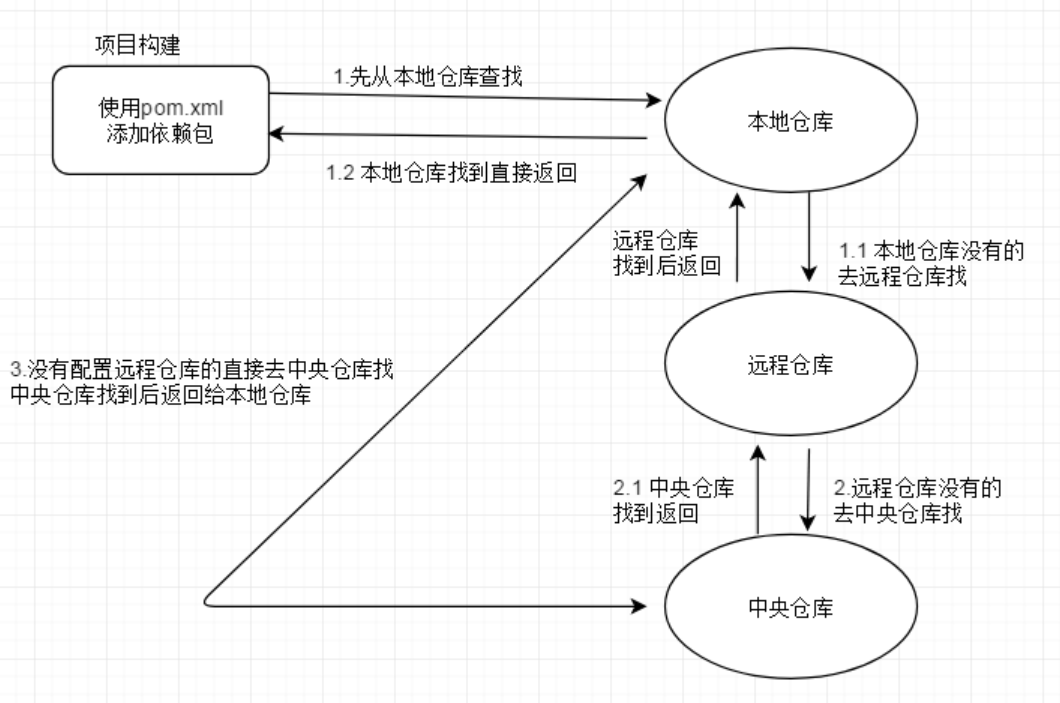 项目构建
使用pom.xml
添加依赖包
1.先从本地仓库查找
1.2 本地仓库找到直接返回
本地仓库
远程仓库
找到后返回
1.1 本地仓库没有的
去远程仓库找
远程仓库
3.没有配置远程仓库的直接去中央仓库找
中央仓库找到后返回给本地仓库
2.1 中央仓库
找到返回
2.远程仓库没有的
去中央仓库找
中央仓库